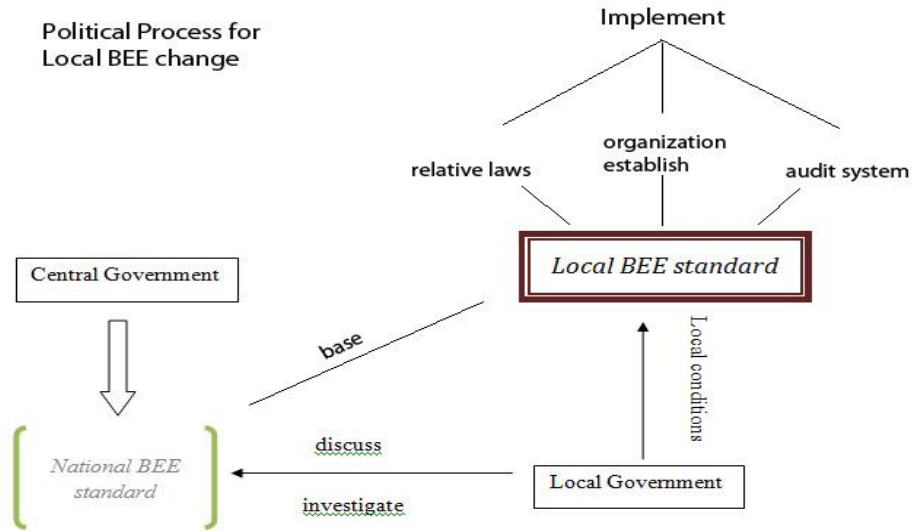 Political Process for
Local BEE change
Implement
relative laws
organization
establish
audit system
Local BEE standard
Central Government
base
Local conditions
National BEE
standard
discuss
investigate
Local Government